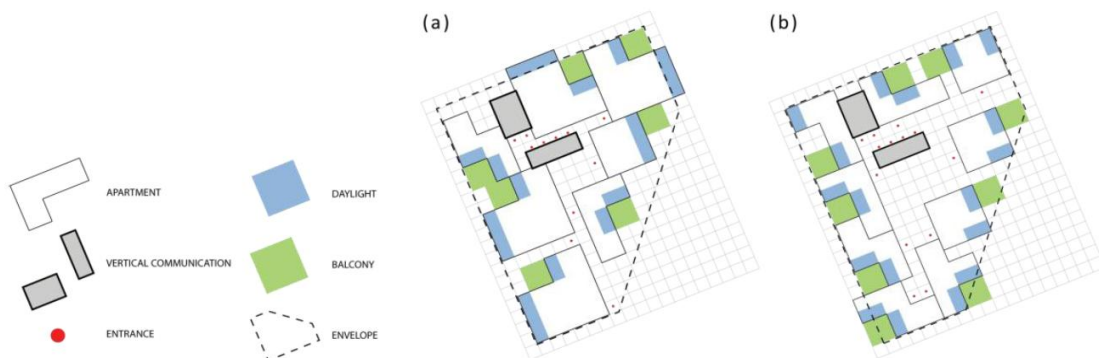 (a)
(b)
APARTMENT
DAYLIGHT
VERTICAL COMMUNICATION
BALCONY
ENTRANCE
ENVELOPE